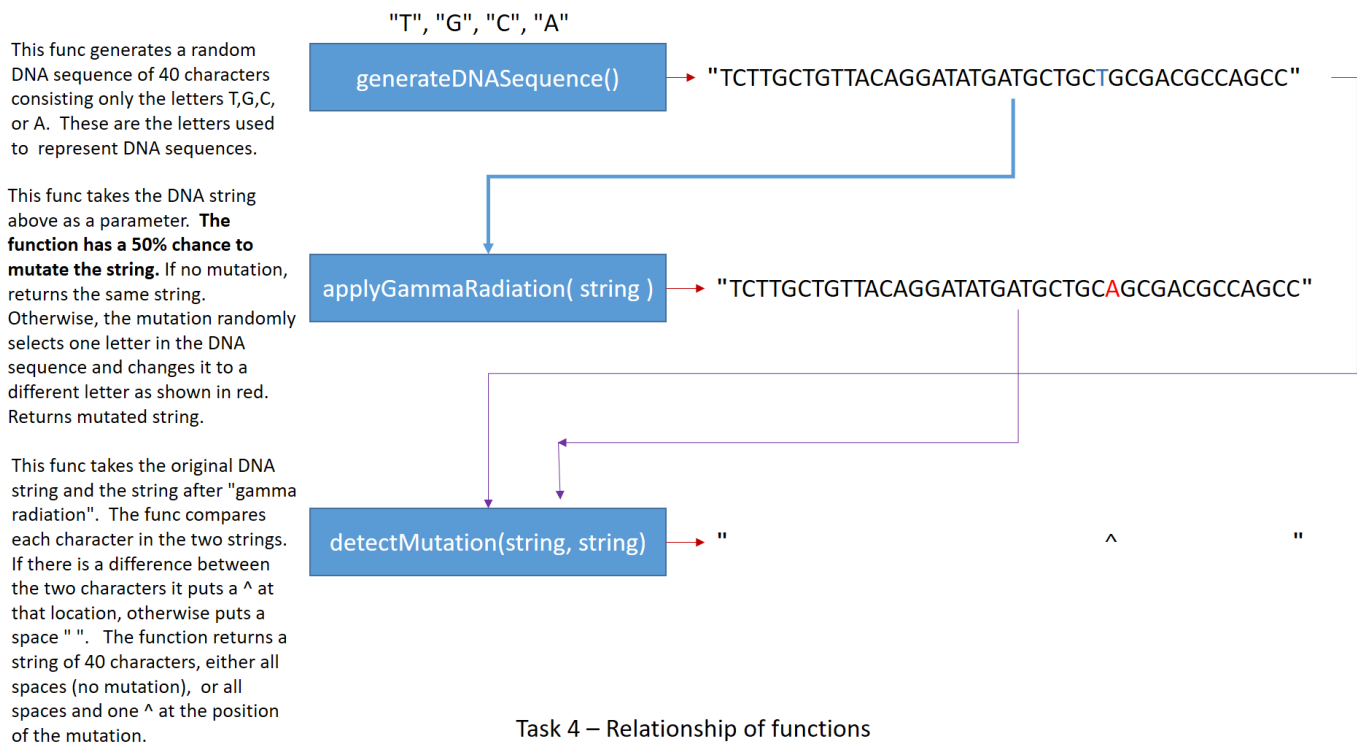 "T", "G", "C", "A"
This func generates a random
DNA sequence of 40 characters
consisting only the letters T,G,C,
or A.  These are the letters used
to  represent DNA sequences.
generateDNASequence()
"TCTTGCTGTTACAGGATATGATGCTGCTGCGACGCCAGCC"
This func takes the DNA string
above as a parameter.  The
function has a 50% chance to
mutate the string. If no mutation,
returns the same string.
Otherwise, the mutation randomly
selects one letter in the DNA
sequence and changes it to a
different letter as shown in red.
Returns mutated string.
applyGammaRadiation( string )
"TCTTGCTGTTACAGGATATGATGCTGCAGCGACGCCAGCC"
This func takes the original DNA
string and the string after "gamma
radiation".  The func compares
each character in the two strings.
If there is a difference between
the two characters it puts a ^ at
that location, otherwise puts a
space " ".   The function returns a
string of 40 characters, either all
spaces (no mutation),  or all
spaces and one ^ at the position
of the mutation.
detectMutation(string, string)
"                           ^            "
Task 4 – Relationship of functions